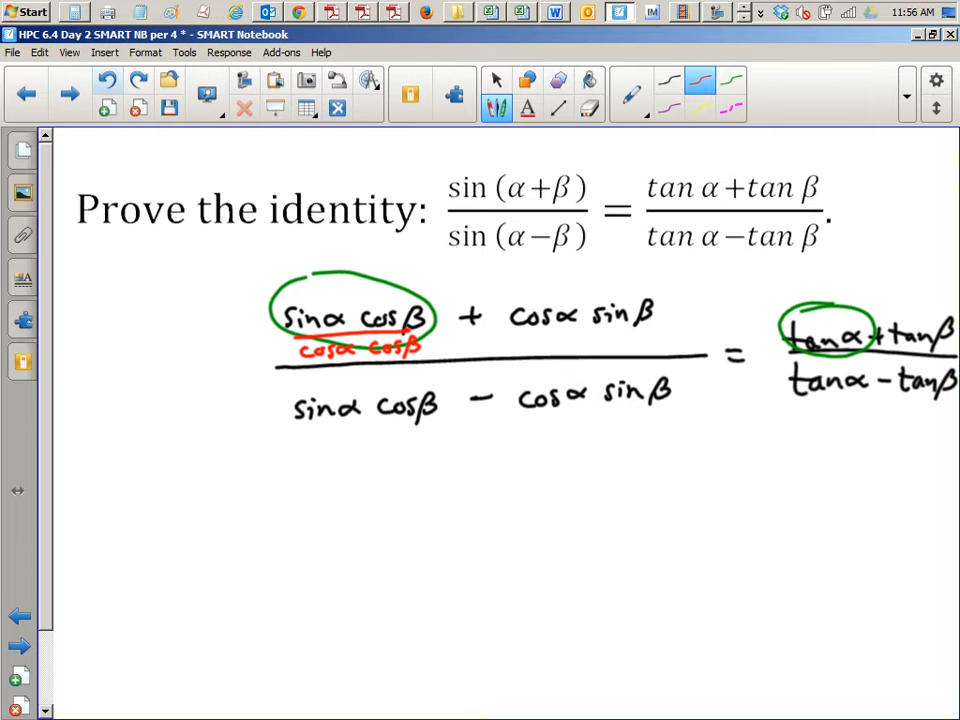 Start
11:56 AM
HPC 6.4 Day 2 SMART NB per 4 * - SMART Notebook
File Edit View Insert Format Tools Response Add-ons Help
Prove the identity: sin (α+β) / sin (α−β) = tan α+tan β / tan α−tan β.
sinα cosβ + cosα sinβ
cosα cosβ
= tanα + tanβ
sinα cosβ − cosα sinβ
tanα − tanβ